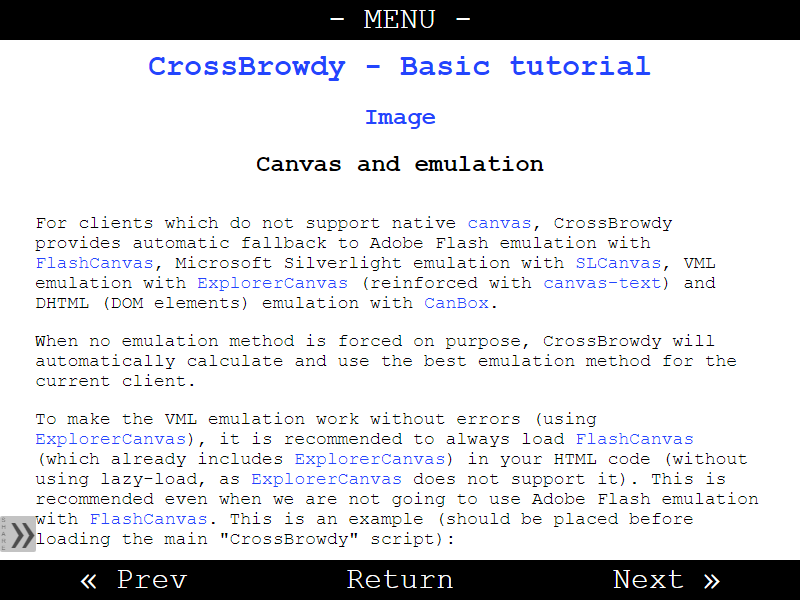 - MENU -
CrossBrowdy - Basic tutorial
Image
Canvas and emulation
For clients which do not support native canvas, CrossBrowdy
provides automatic fallback to Adobe Flash emulation with
FlashCanvas, Microsoft Silverlight emulation with SLCanvas, VML
emulation with ExplorerCanvas (reinforced with canvas-text) and
DHTML (DOM elements) emulation with CanBox.
When no emulation method is forced on purpose, CrossBrowdy will
automatically calculate and use the best emulation method for the
current client.
To make the VML emulation work without errors (using
ExplorerCanvas), it is recommended to always load FlashCanvas
(which already includes ExplorerCanvas) in your HTML code (without
using lazy-load, as ExplorerCanvas does not support it). This is
recommended even when we are not going to use Adobe Flash emulation
with FlashCanvas. This is an example (should be placed before
loading the main "CrossBrowdy" script):
SHARE »
« Prev Return Next »